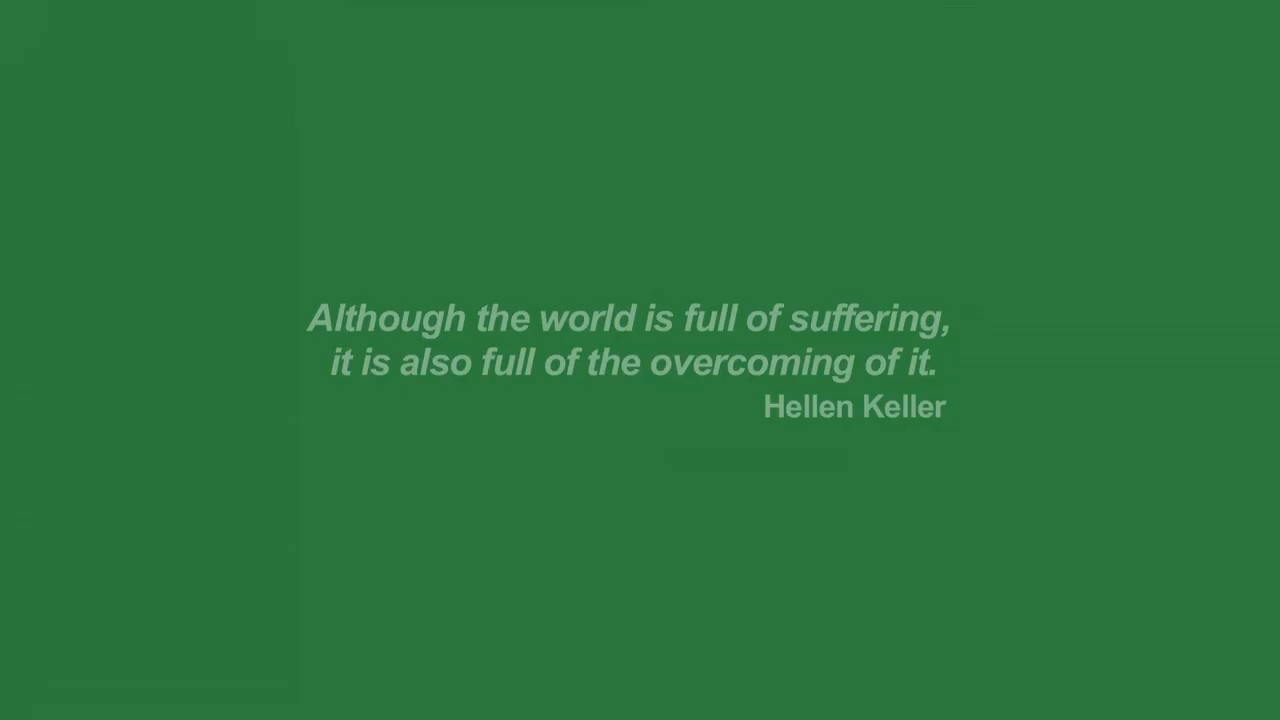 Although the world is full of suffering,
it is also full of the overcoming of it.
Hellen Keller